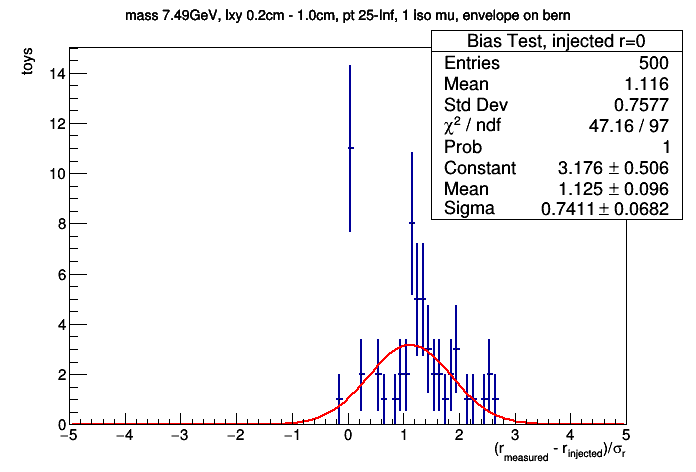 mass 7.49GeV, lxy 0.2cm - 1.0cm, pt 25-Inf, 1 Iso mu, envelope on bern
Bias Test, injected r=0
Entries 500
Mean 1.116
Std Dev 0.7577
χ² / ndf 47.16 / 97
Prob 1
Constant 3.176 ± 0.506
Mean 1.125 ± 0.096
Sigma 0.7411 ± 0.0682
toys
14
12
10
8
6
4
2
0
−5 −4 −3 −2 −1 0 1 2 3 4 5
(r_measured - r_injected)/σ_r